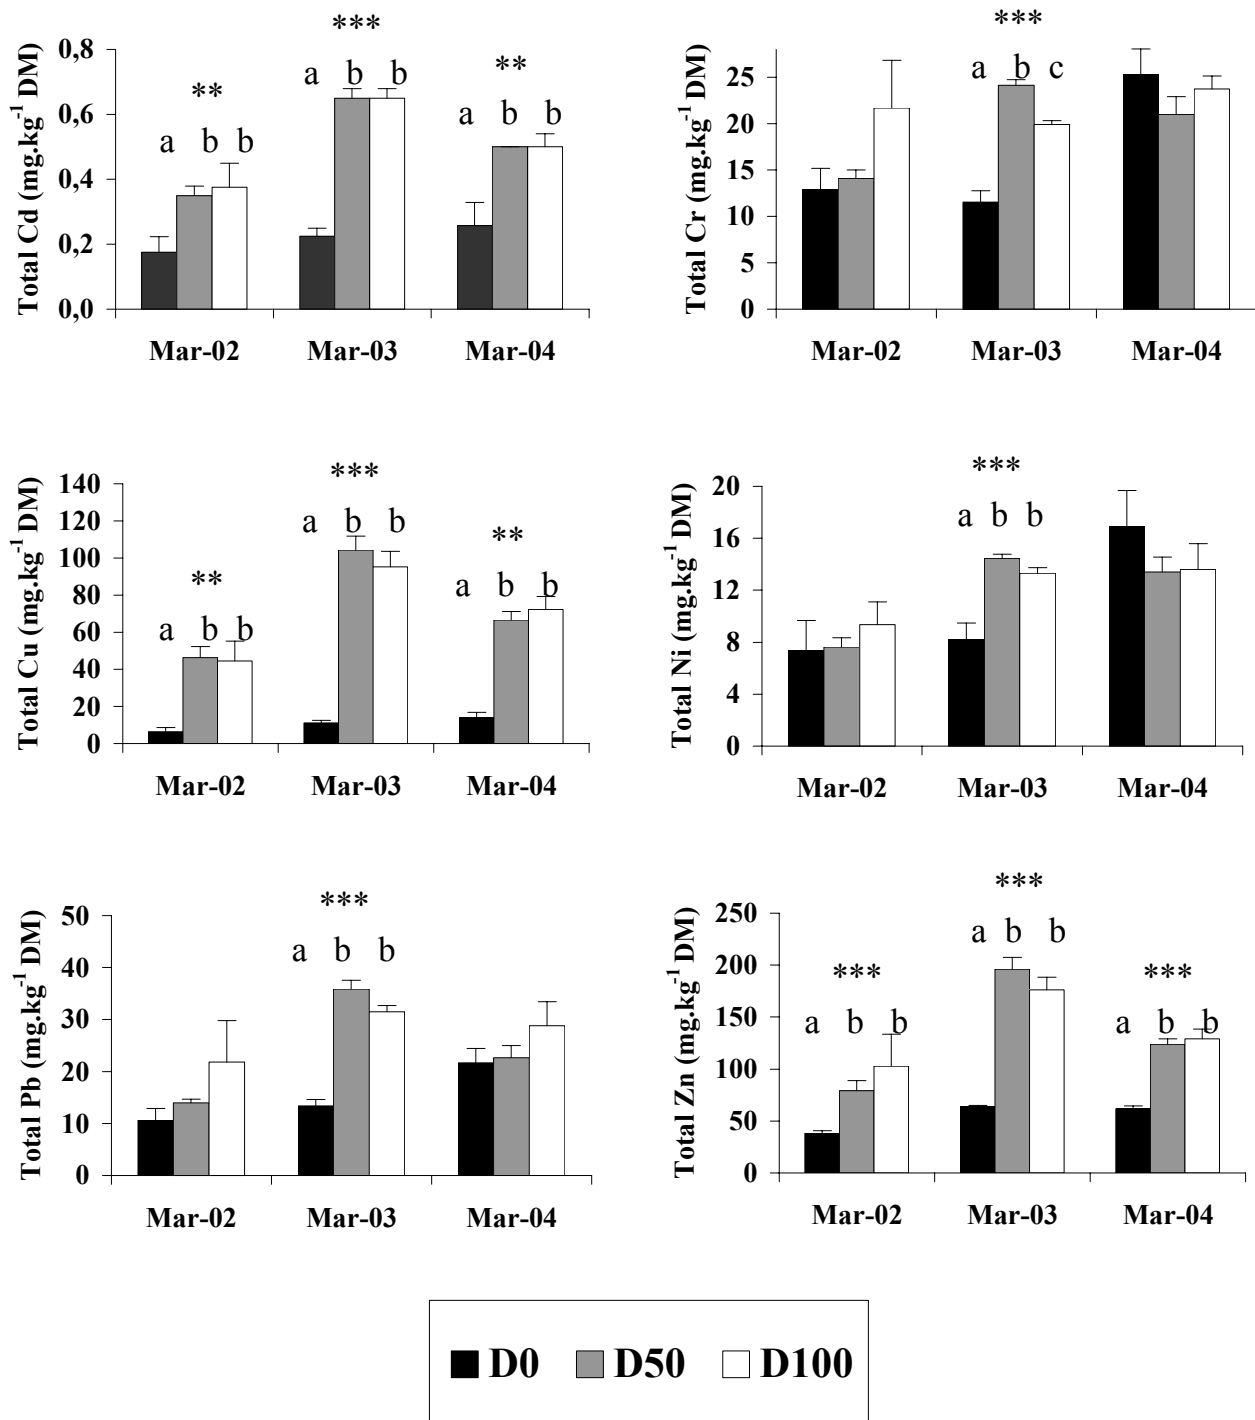 Total Cd (mg.kg⁻¹ DM)
0,8
0,6
0,4
0,2
0,0
**
a b b
***
a b b
**
a b b
Mar-02 Mar-03 Mar-04
Total Cr (mg.kg⁻¹ DM)
25
20
15
10
5
0
***
a b c
Mar-02 Mar-03 Mar-04
Total Cu (mg.kg⁻¹ DM)
140
120
100
80
60
40
20
0
**
a b b
***
a b b
**
a b b
Mar-02 Mar-03 Mar-04
Total Ni (mg.kg⁻¹ DM)
20
16
12
8
4
0
***
a b b
Mar-02 Mar-03 Mar-04
Total Pb (mg.kg⁻¹ DM)
50
40
30
20
10
0
***
a b b
Mar-02 Mar-03 Mar-04
Total Zn (mg.kg⁻¹ DM)
250
200
150
100
50
0
***
a b b
***
a b b
***
a b b
Mar-02 Mar-03 Mar-04
D0 D50 D100